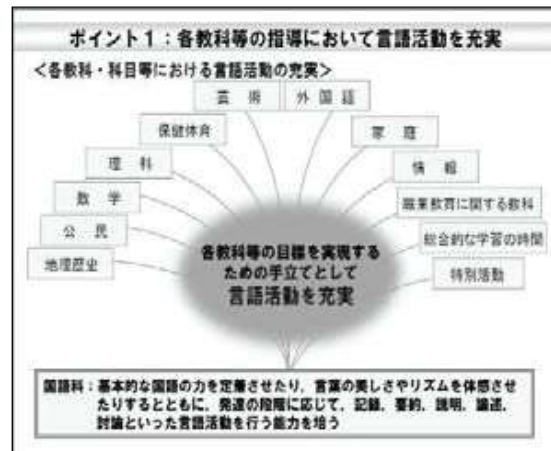 ポイント1：各教科等の指導において言語活動を充実
＜各教科・科目等における言語活動の充実＞
芸術
外国語
保健体育
家庭
理科
情報
数学
職業教育に関する教科
公民
総合的な学習の時間
地理歴史
特別活動
各教科等の目標を実現する
ための手立てとして
言語活動を充実
国語科：基本的な国語の力を定着させたり，言葉の美しさやリズムを体感させ
たりするとともに，発達の段階に応じて，記録，要約，説明，論述，
討論といった言語活動を行う能力を培う